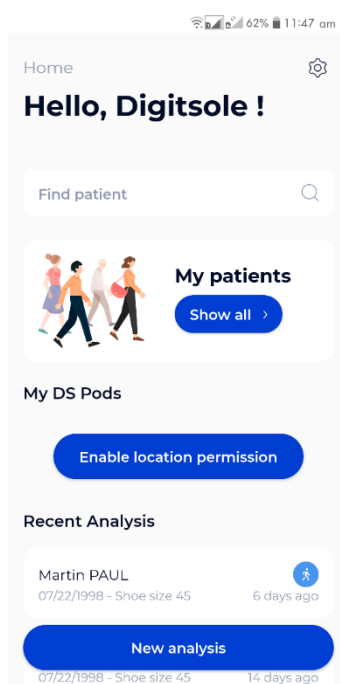 62% 11:47 am
Home
Hello, Digitsole !
Find patient
My patients
Show all >
My DS Pods
Enable location permission
Recent Analysis
Martin PAUL
07/22/1998 - Shoe size 45 6 days ago
New analysis
07/22/1998 - Shoe size 45 14 days ago